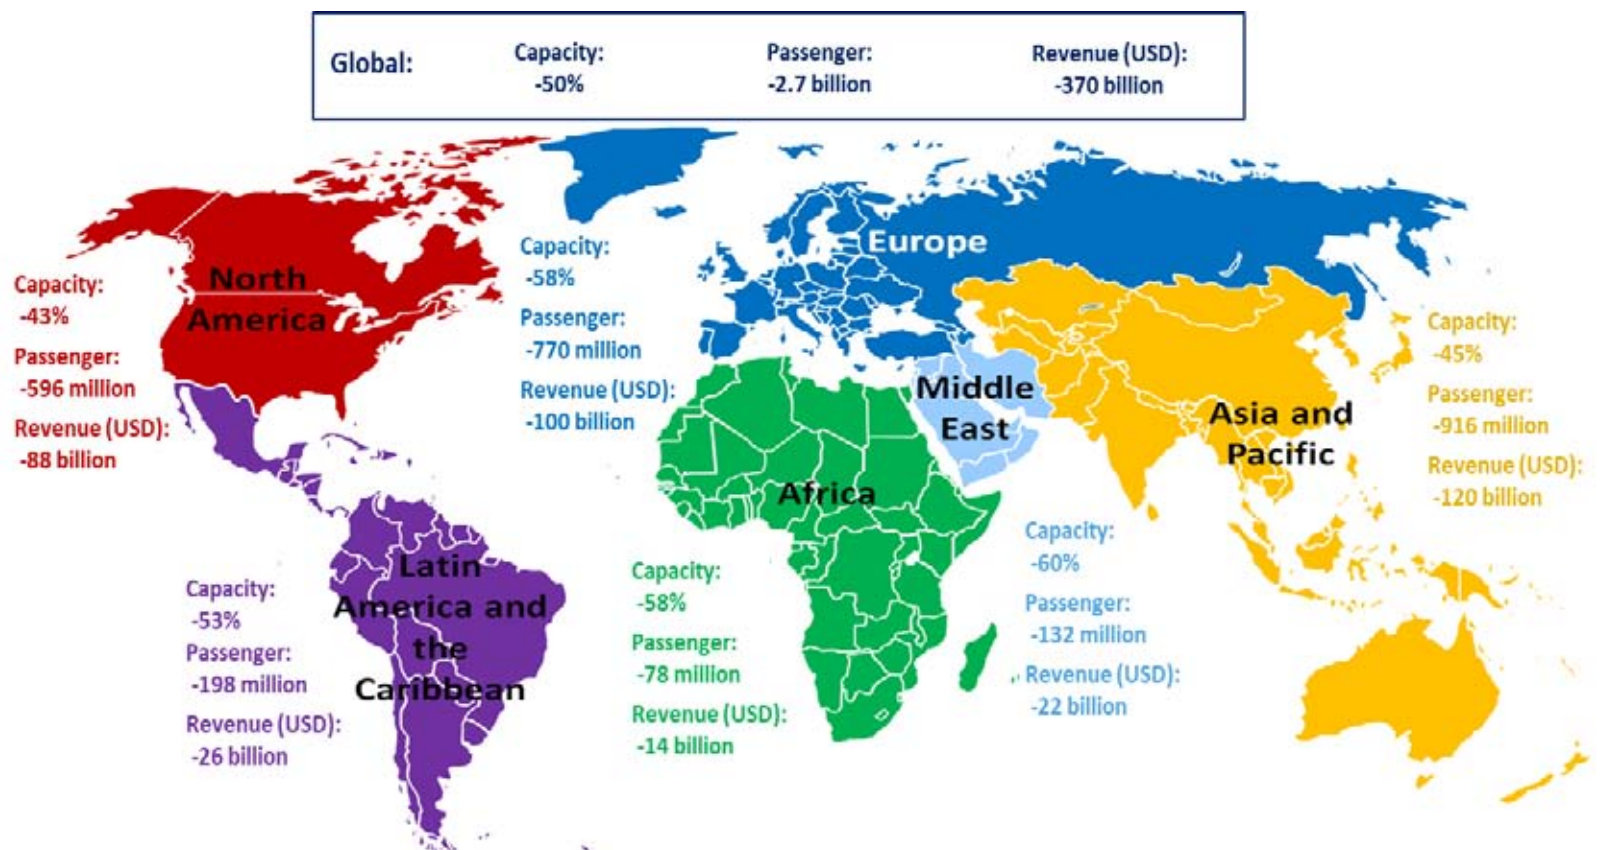 Global:
Capacity:
-50%
Passenger:
-2.7 billion
Revenue (USD):
-370 billion
North
America
Capacity:
-43%
Passenger:
-596 million
Revenue (USD):
-88 billion
Europe
Capacity:
-58%
Passenger:
-770 million
Revenue (USD):
-100 billion
Middle
East
Capacity:
-60%
Passenger:
-132 million
Revenue (USD):
-22 billion
Asia and
Pacific
Capacity:
-45%
Passenger:
-916 million
Revenue (USD):
-120 billion
Africa
Capacity:
-58%
Passenger:
-78 million
Revenue (USD):
-14 billion
Latin
America and
the
Caribbean
Capacity:
-53%
Passenger:
-198 million
Revenue (USD):
-26 billion